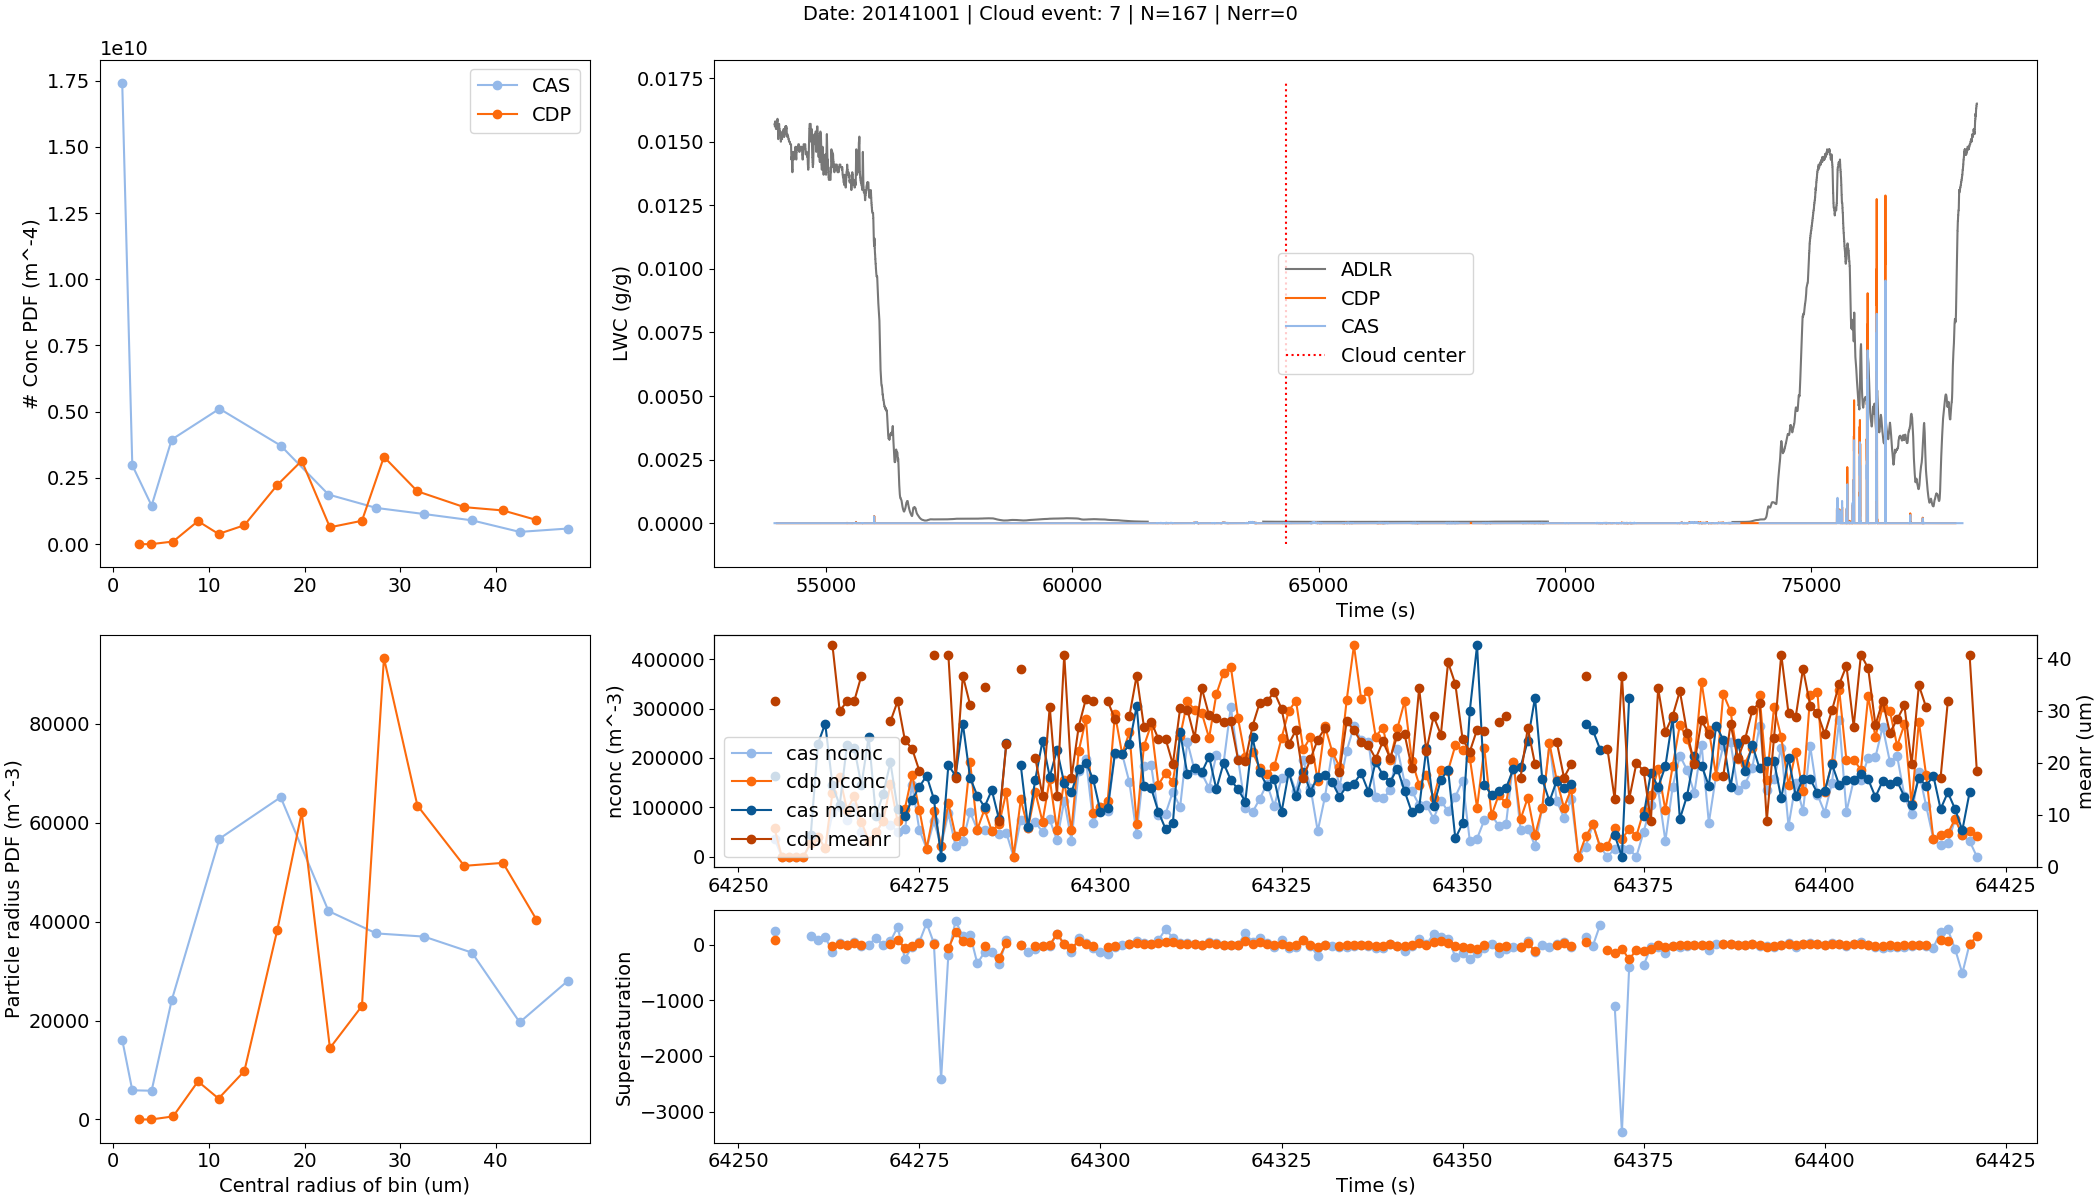 Date: 20141001 | Cloud event: 7 | N=167 | Nerr=0
1e10
# Conc PDF (m^-4)
1.75
1.50
1.25
1.00
0.75
0.50
0.25
0.00
CAS
CDP
0 10 20 30 40
LWC (g/g)
0.0175
0.0150
0.0125
0.0100
0.0075
0.0050
0.0025
0.0000
ADLR
CDP
CAS
Cloud center
55000 60000 65000 70000 75000
Time (s)
Particle radius PDF (m^-3)
80000
60000
40000
20000
0
0 10 20 30 40
Central radius of bin (um)
nconc (m^-3)
400000
300000
200000
100000
0
cas nconc
cdp nconc
cas meanr
cdp meanr
40
30
20
10
0
meanr (um)
64250 64275 64300 64325 64350 64375 64400 64425
Supersaturation
0
−1000
−2000
−3000
64250 64275 64300 64325 64350 64375 64400 64425
Time (s)